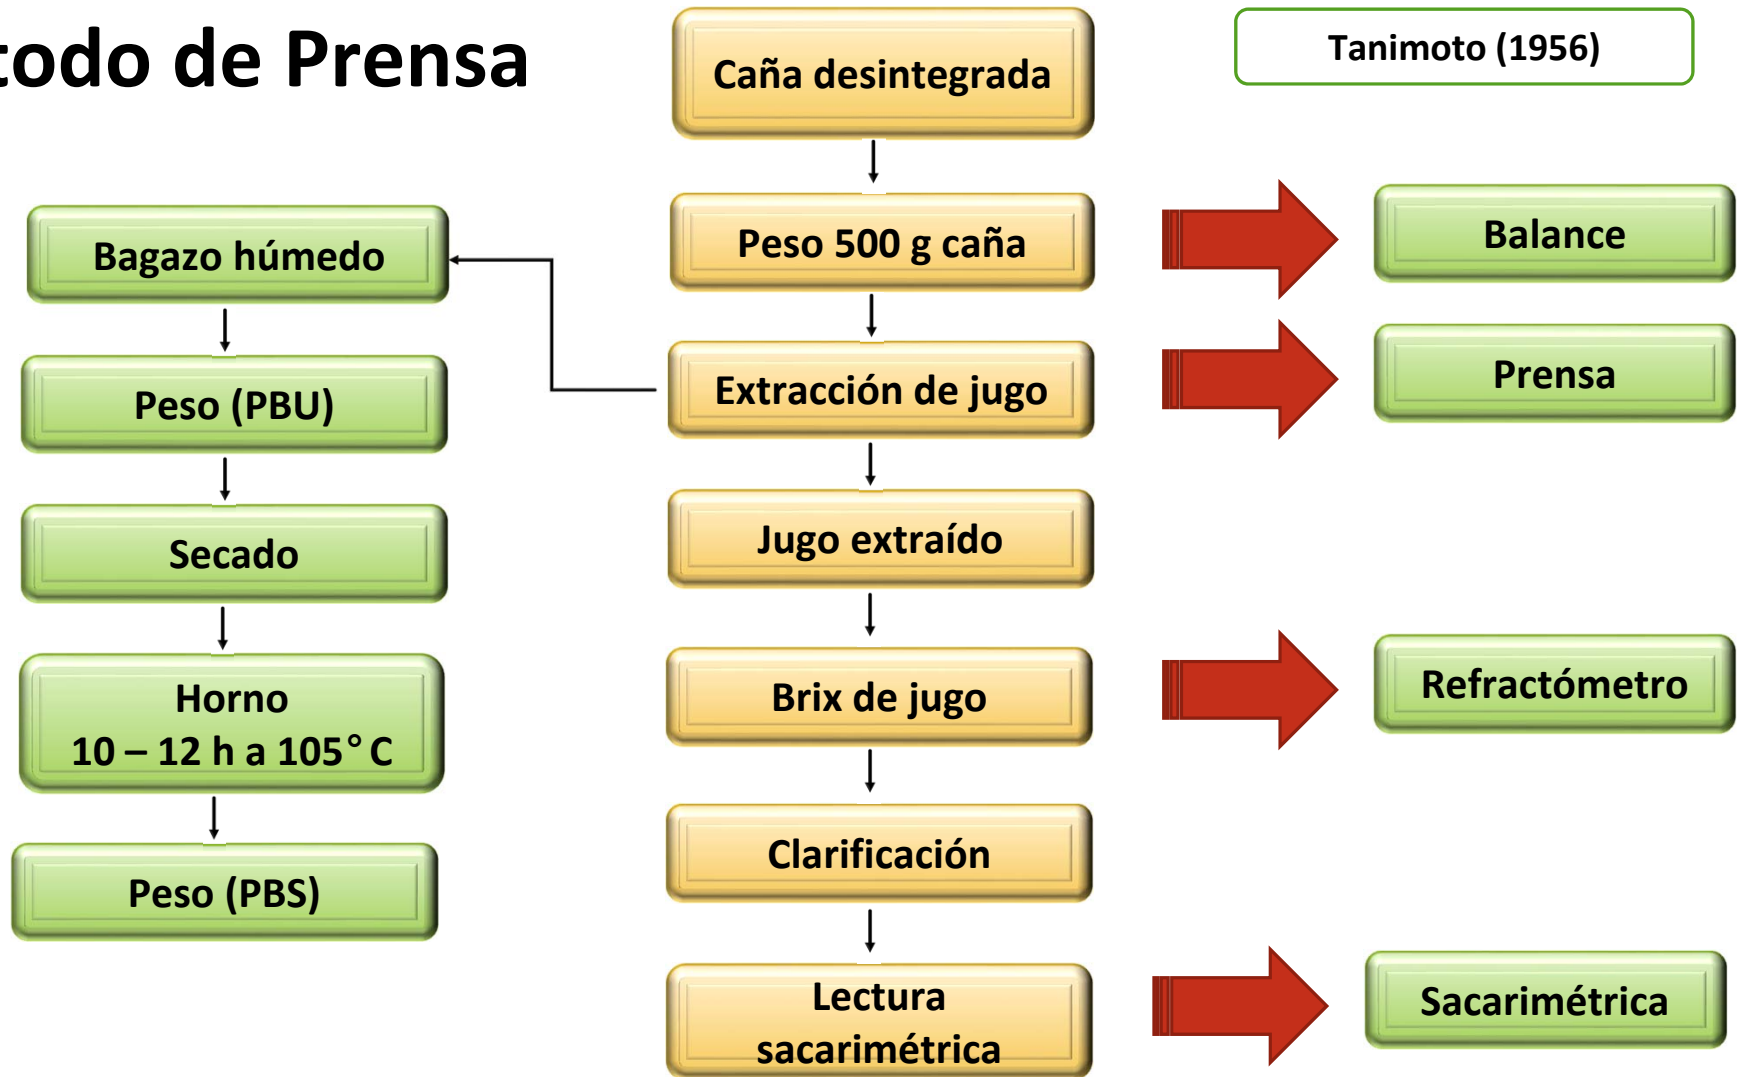 todo de Prensa
Caña desintegrada
Tanimoto (1956)
Peso 500 g caña
Balance
Bagazo húmedo
Extracción de jugo
Prensa
Peso (PBU)
Jugo extraído
Secado
Brix de jugo
Refractómetro
Horno
10 – 12 h a 105° C
Clarificación
Peso (PBS)
Lectura
sacarimétrica
Sacarimétrica